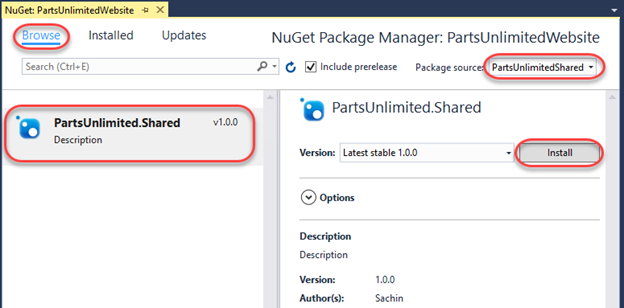 NuGet: PartsUnlimitedWebsite
Browse Installed Updates NuGet Package Manager: PartsUnlimitedWebsite
Search (Ctrl+E) Include prerelease Package source: PartsUnlimitedShared
PartsUnlimited.Shared v1.0.0
Description
PartsUnlimited.Shared
Version: Latest stable 1.0.0 Install
Options
Description
Description
Version: 1.0.0
Author(s): Sachin